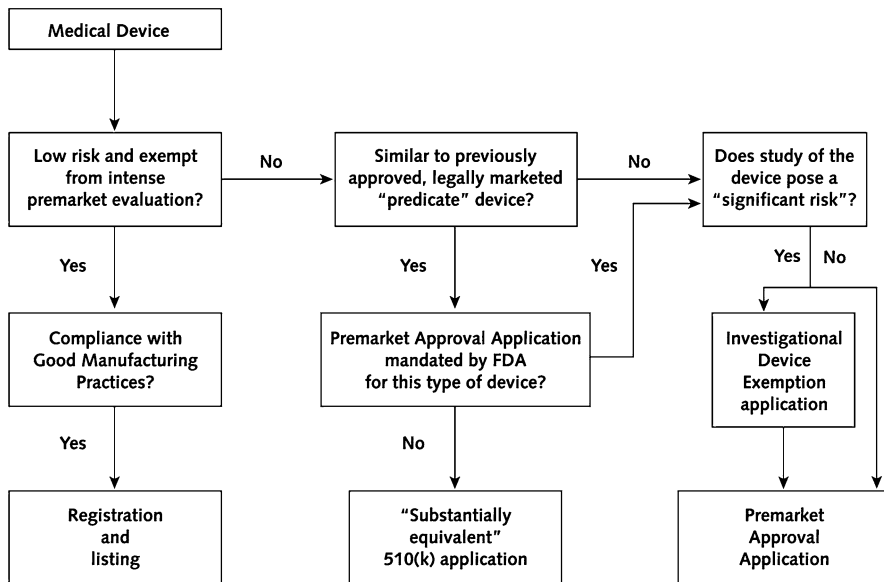 Medical Device
Low risk and exempt
from intense
premarket evaluation?
No
Similar to previously
approved, legally marketed
“predicate” device?
No
Does study of the
device pose a
“significant risk”?
Yes
Yes
Yes
Yes
No
Compliance with
Good Manufacturing
Practices?
Premarket Approval Application
mandated by FDA
for this type of device?
Investigational
Device
Exemption
application
Yes
No
Registration
and
listing
“Substantially
equivalent”
510(k) application
Premarket
Approval
Application